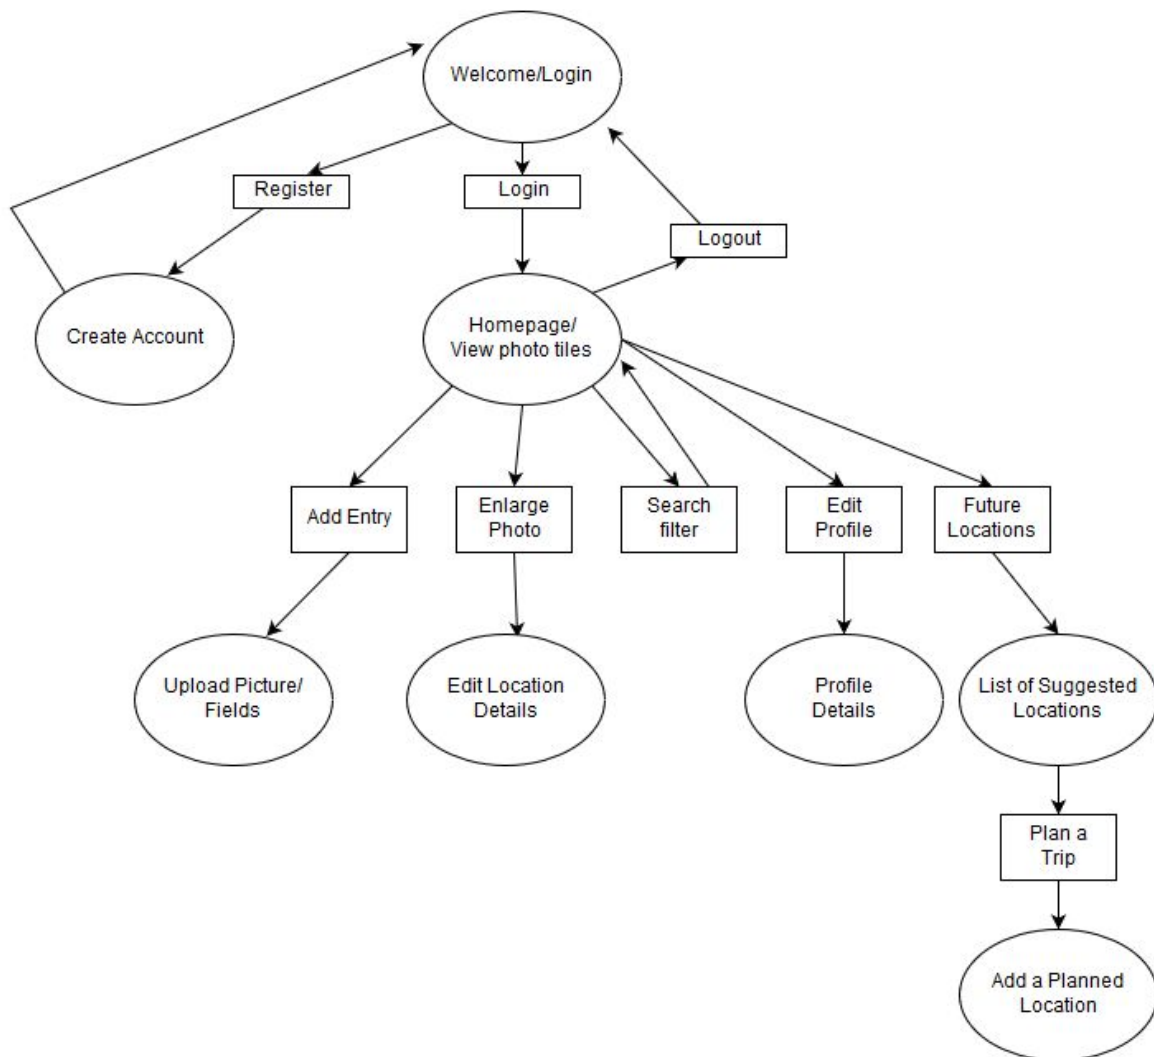 Welcome/Login
Register
Login
Logout
Create Account
Homepage/
View photo tiles
Add Entry
Enlarge
Photo
Search
filter
Edit
Profile
Future
Locations
Upload Picture/
Fields
Edit Location
Details
Profile
Details
List of Suggested
Locations
Plan a
Trip
Add a Planned
Location